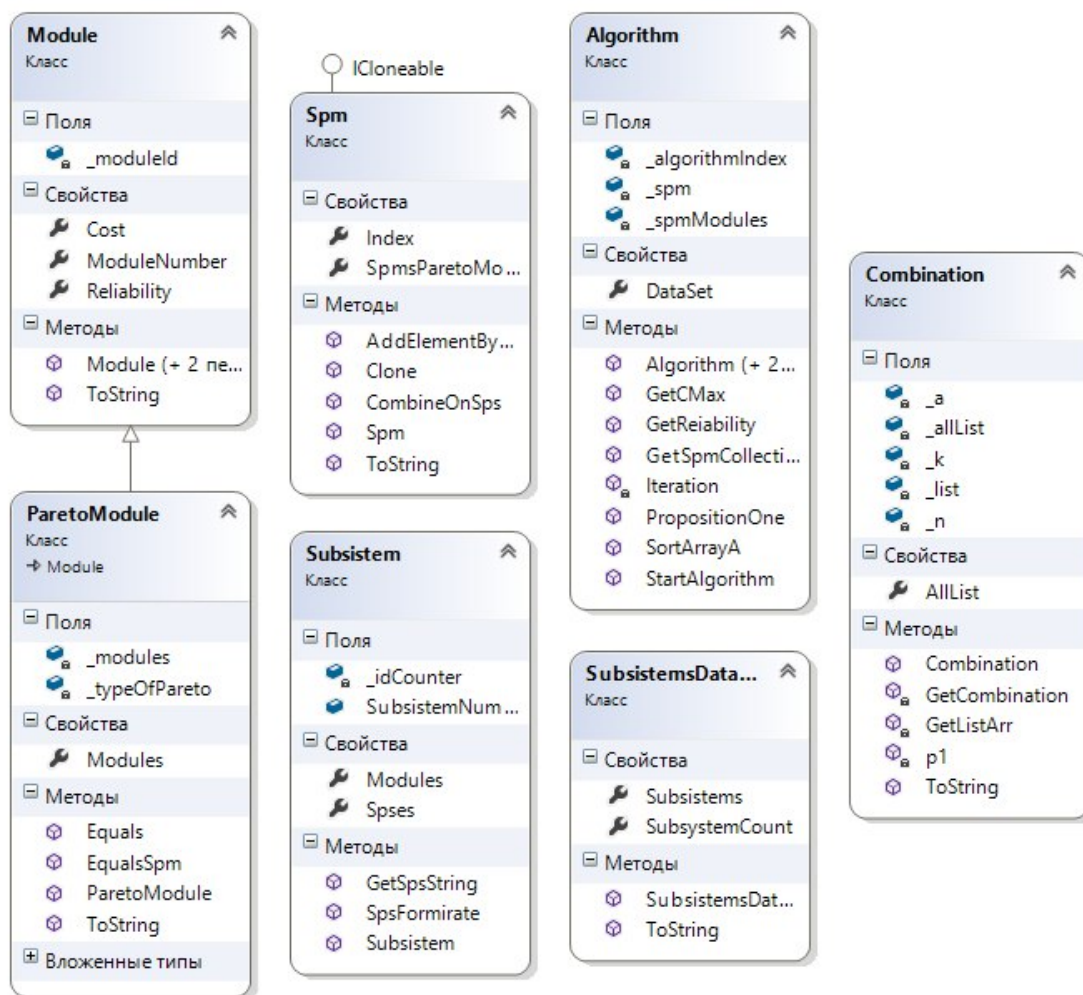 Module
Класс
Поля
_moduleId
Свойства
Cost
ModuleNumber
Reliability
Методы
Module (+ 2 пе...
ToString
ParetoModule
Класс
Module
Поля
_modules
_typeOfPareto
Свойства
Modules
Методы
Equals
EqualsSpm
ParetoModule
ToString
Вложенные типы
ICloneable
Spm
Класс
Свойства
Index
SpmsParetoMo...
Методы
AddElementBy...
Clone
CombineOnSps
Spm
ToString
Subsistem
Класс
Поля
_idCounter
SubsistemNum...
Свойства
Modules
Spses
Методы
GetSpsString
SpsFormirate
Subsistem
Algorithm
Класс
Поля
_algorithmIndex
_spm
_spmModules
Свойства
DataSet
Методы
Algorithm (+ 2...
GetCMax
GetReiability
GetSpmCollecti...
Iteration
PropositionOne
SortArrayA
StartAlgorithm
SubsistemsData...
Класс
Свойства
Subsistems
SubsystemCount
Методы
SubsistemsDat...
ToString
Combination
Класс
Поля
_a
_allList
_k
_list
_n
Свойства
AllList
Методы
Combination
GetCombination
GetListArr
p1
ToString